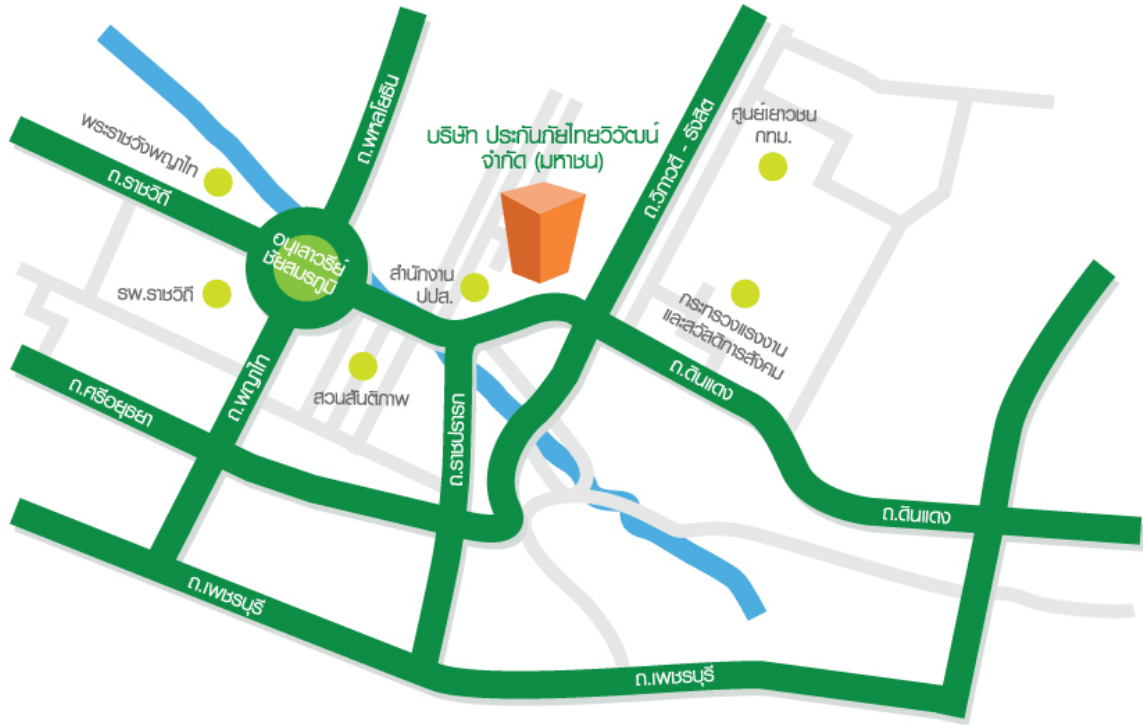 พระราชวังพญาไท
ถ.ราชวิถี
ถ.พหลโยธิน
บริษัท ประกันภัยไทยวิวัฒน์
จำกัด (มหาชน)
ถ.วิภาวดี - รังสิต
ศูนย์เยาวชน
กทม.
อนุเสาวรีย์
ชัยสมรภูมิ
รพ.ราชวิถี
สำนักงาน
ปปส.
กระทรวงแรงงาน
และสวัสดิการสังคม
ถ.ศรีอยุธยา
ถ.พญาไท
สวนสันติภาพ
ถ.ราชปรารภ
ถ.ดินแดง
ถ.ดินแดง
ถ.เพชรบุรี
ถ.เพชรบุรี